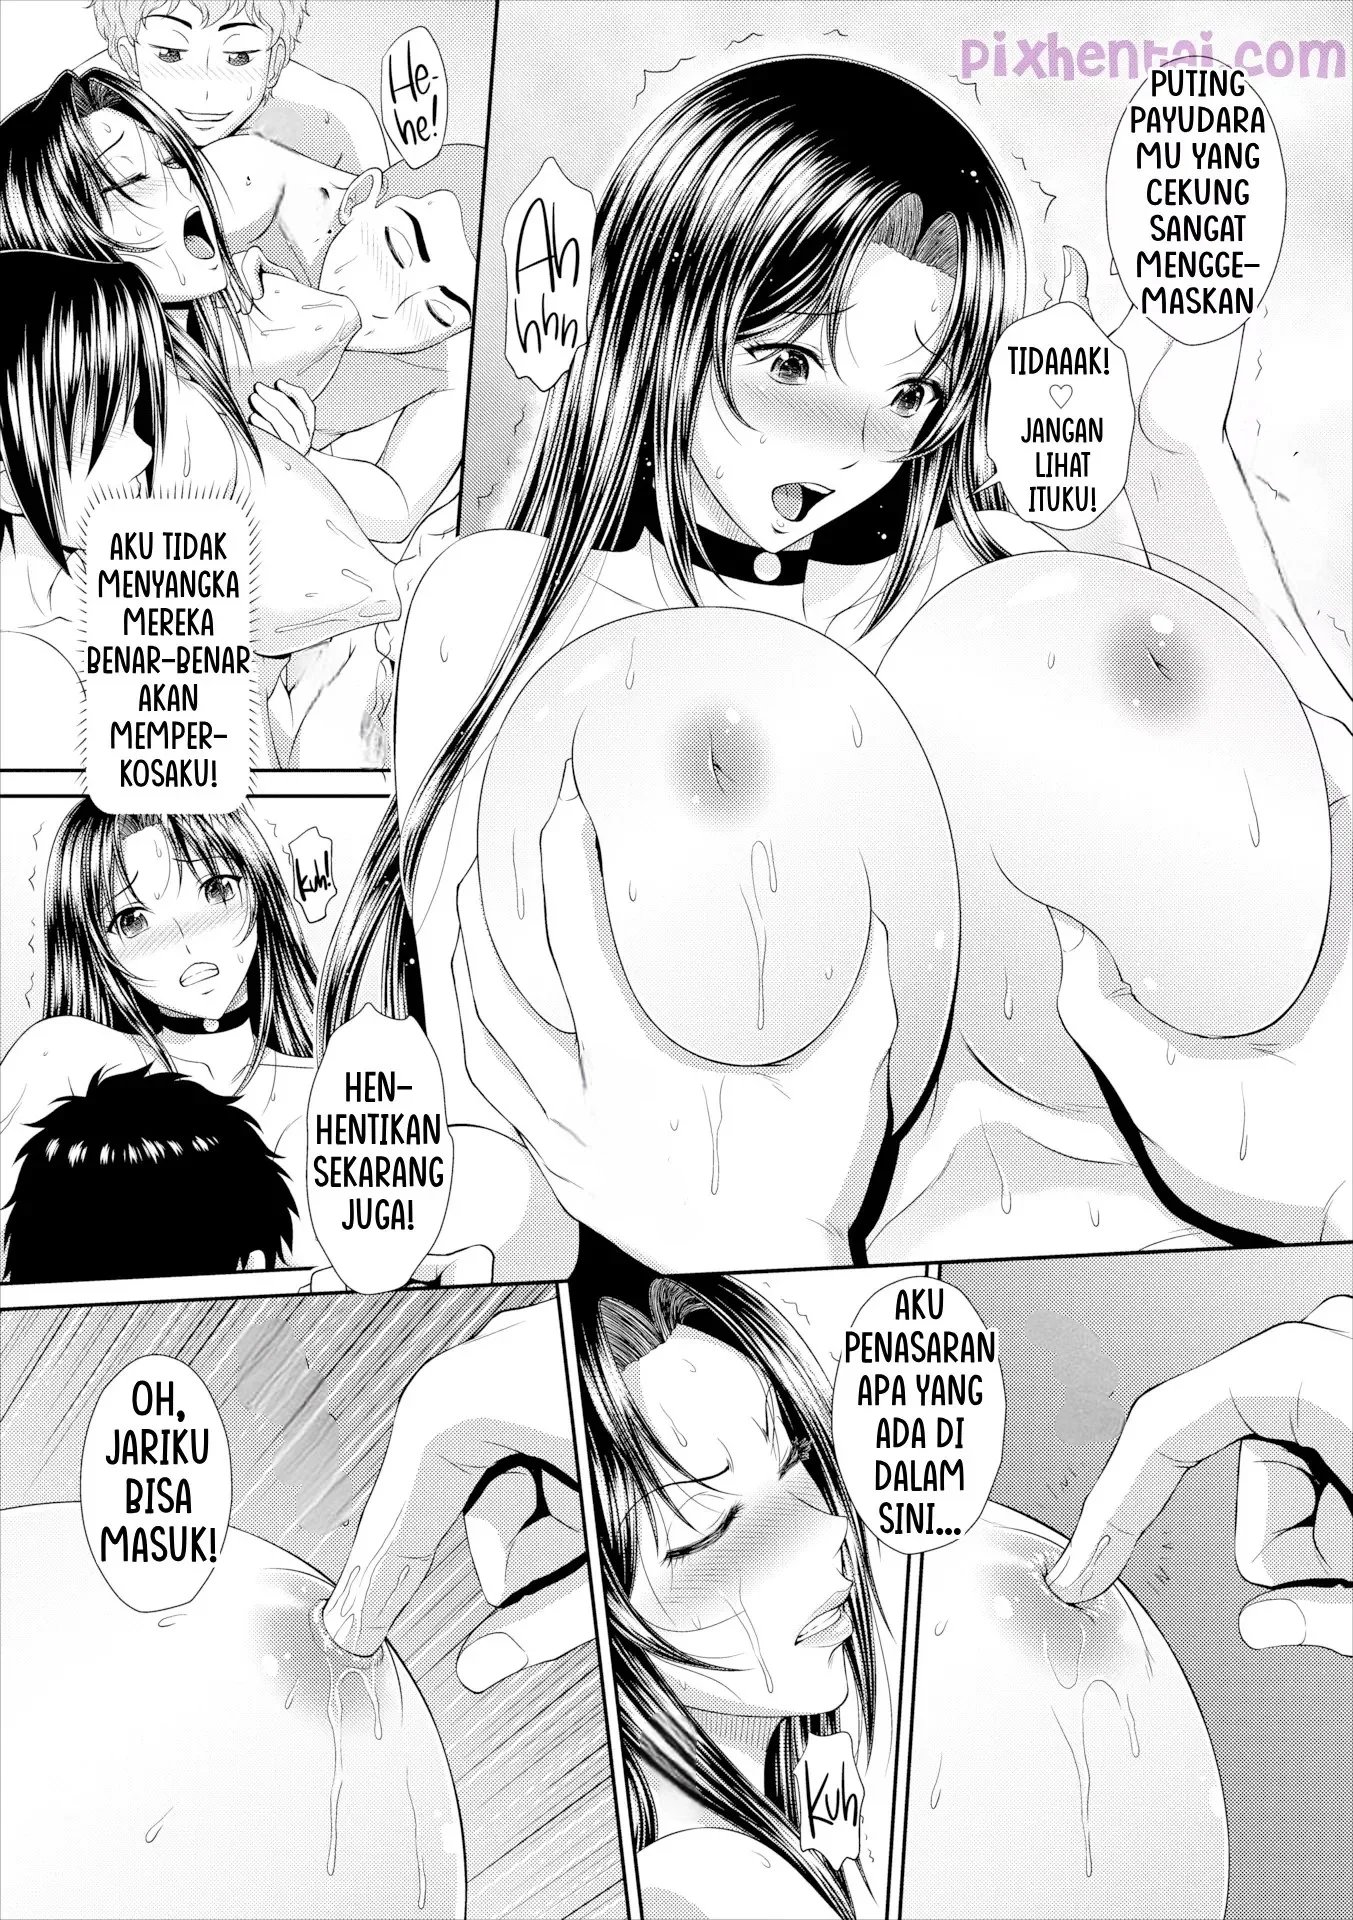 pixhentai.com
PUTING
PAYUDARA
MU YANG
CEKUNG
SANGAT
MENGGE-
MASKAN
TIDAAAK!
♡
JANGAN
LIHAT
ITUKU!
Ah
hhh
He-
he!
AKU TIDAK
MENYANGKA
MEREKA
BENAR-BENAR
AKAN
MEMPER-
KOSAKU!
Kuh!
HEN-
HENTIKAN
SEKARANG
JUGA!
AKU
PENASARAN
APA YANG
ADA DI
DALAM
SINI...
Kuh
OH,
JARIKU
BISA
MASUK!